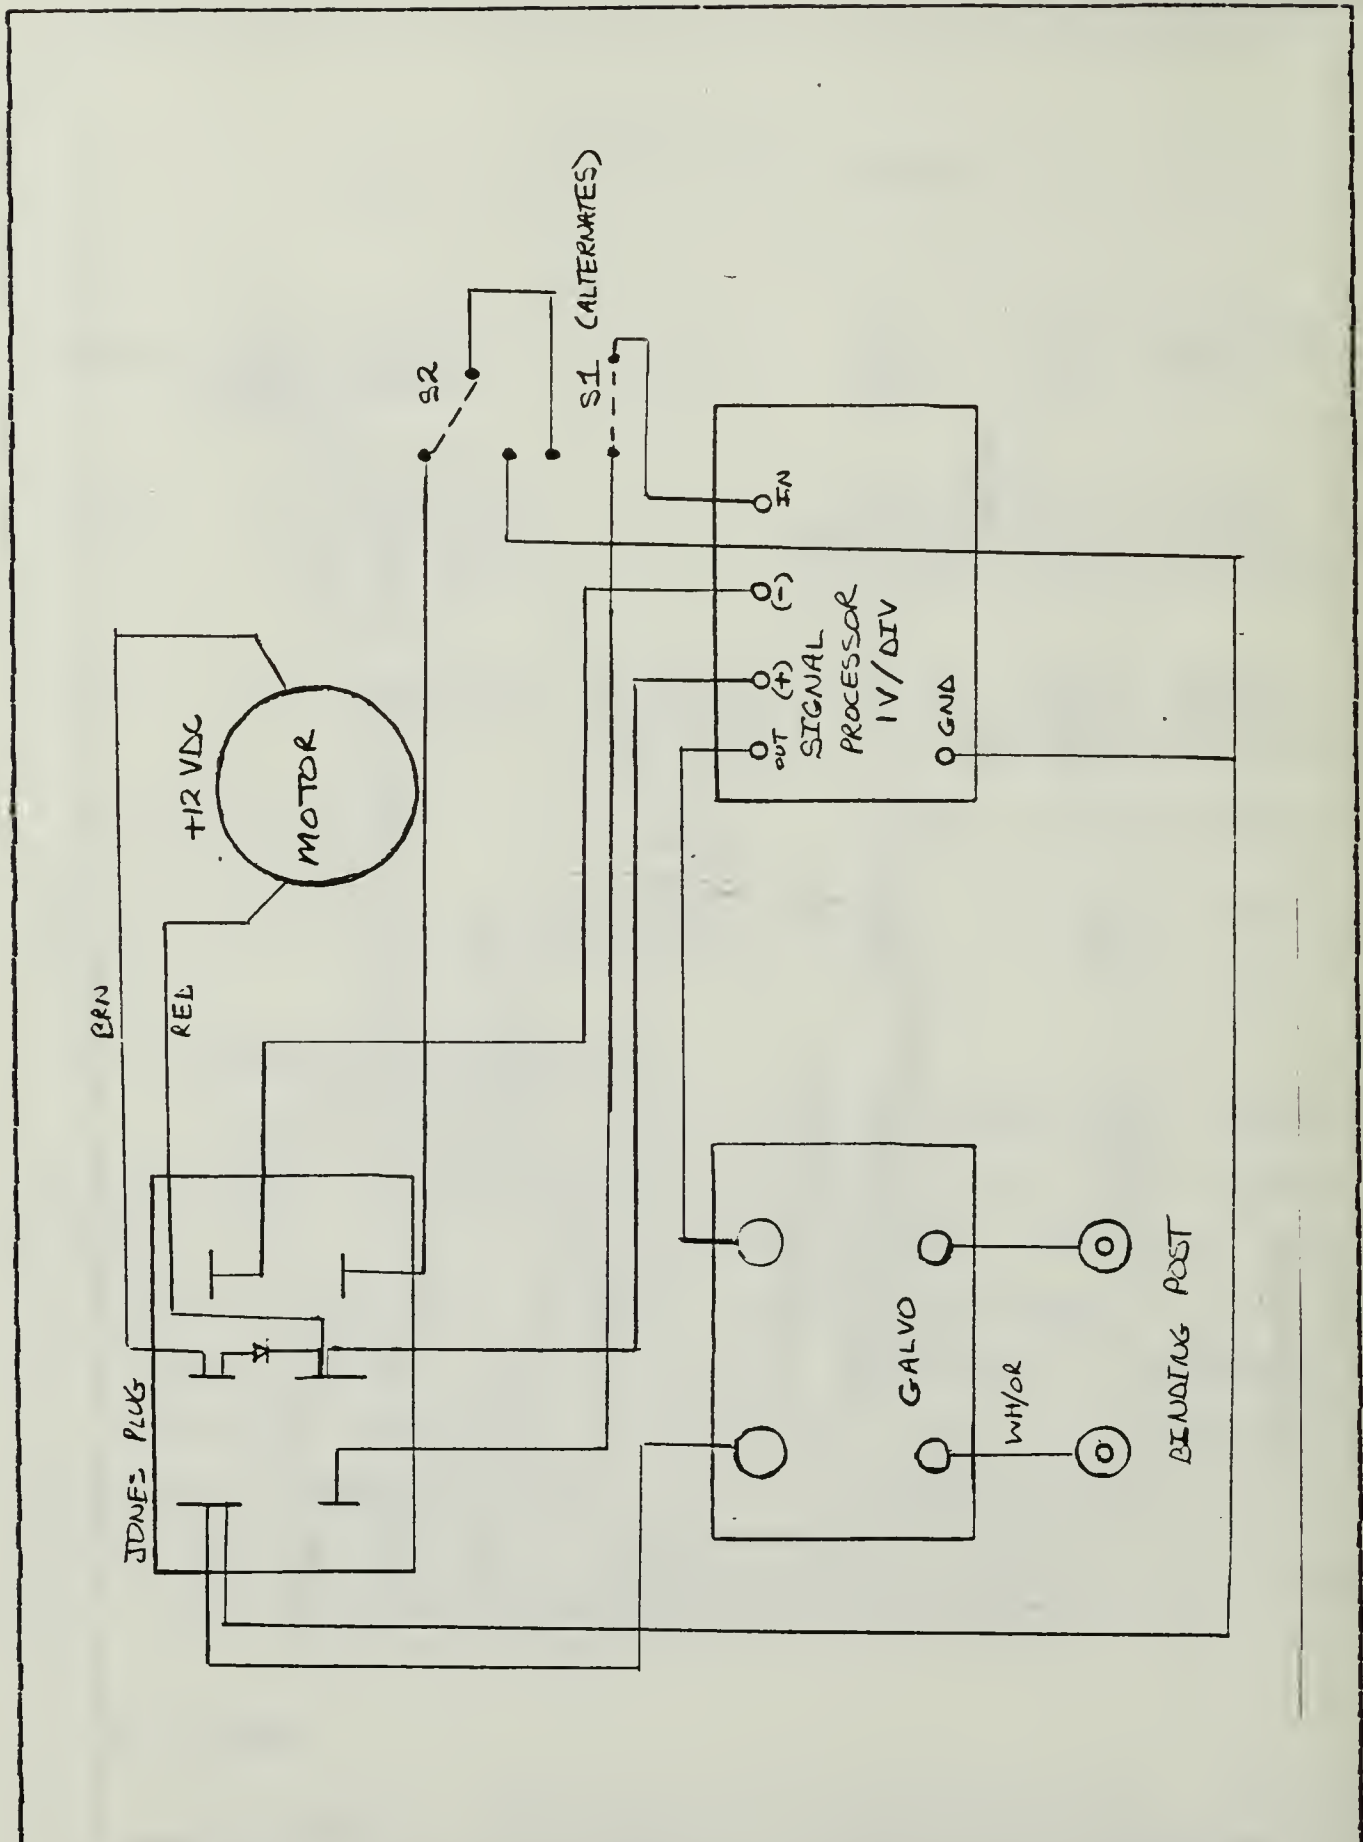 BRN
RED
+12 VDC
MOTOR
JONES PLUG
S2
S1 (ALTERNATES)
OUT
(+)
(-)
IN
SIGNAL
PROCESSOR
1V/DIV
GND
GALVO
WH/OR
BINDING POST